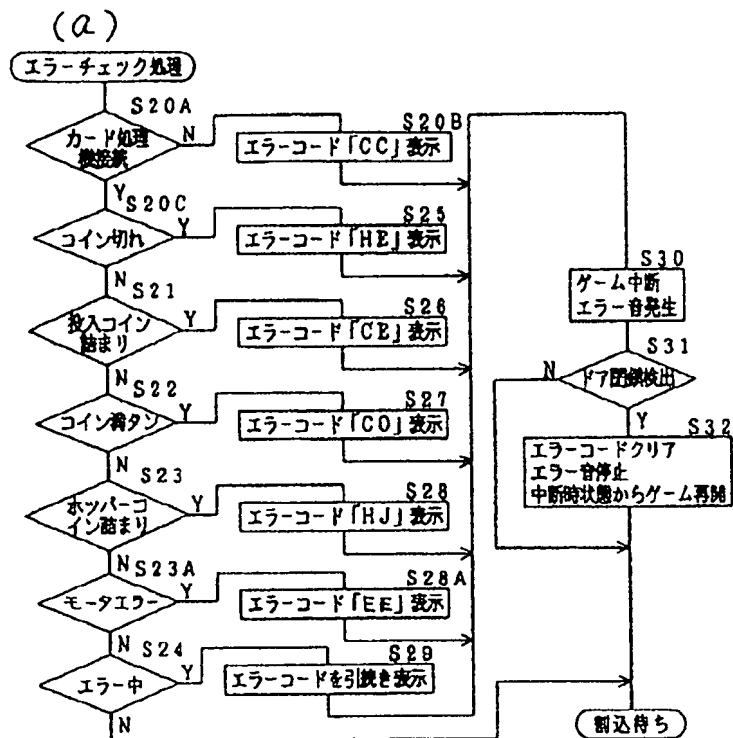 (a)
エラーチェック処理
S20A
カード処理
機接続
N
Y
S20B
エラーコード「CC」表示
S20C
コイン切れ
Y
N
S25
エラーコード「HE」表示
S21
投入コイン
詰まり
Y
N
S26
エラーコード「CE」表示
S22
コイン満タン
Y
N
S27
エラーコード「CO」表示
S23
ホッパーコ
イン詰まり
Y
N
S28
エラーコード「HJ」表示
S23A
モータエラー
Y
N
S28A
エラーコード「EE」表示
S24
エラー中
Y
N
S29
エラーコードを引続き表示
S30
ゲーム中断
エラー音発生
S31
ドア閉鎖検出
N
Y
S32
エラーコードクリア
エラー音停止
中断時状態からゲーム再開
割込待ち